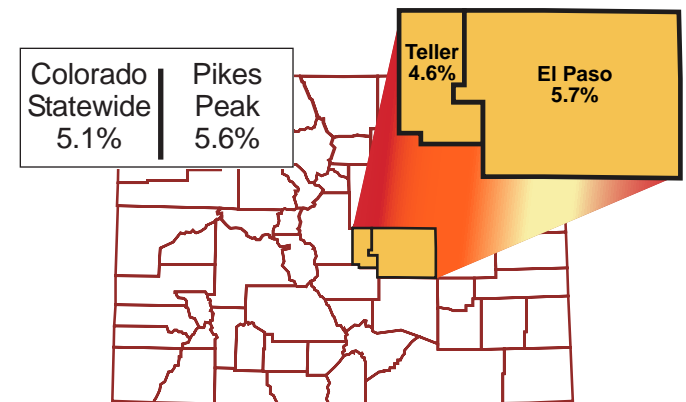 Colorado
Statewide
5.1%
Pikes
Peak
5.6%
Teller
4.6%
El Paso
5.7%